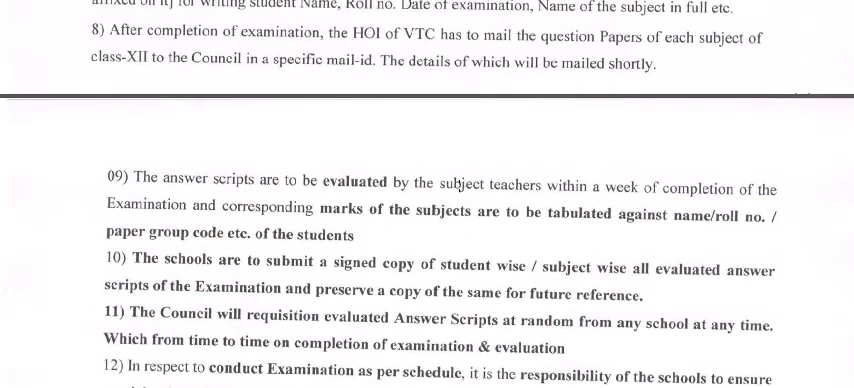 affixed on it] for writing student Name, Roll no. Date of examination, Name of the subject in full etc.
8) After completion of examination, the HOI of VTC has to mail the question Papers of each subject of
class-XII to the Council in a specific mail-id. The details of which will be mailed shortly.
09) The answer scripts are to be evaluated by the subject teachers within a week of completion of the
Examination and corresponding marks of the subjects are to be tabulated against name/roll no. /
paper group code etc. of the students
10) The schools are to submit a signed copy of student wise / subject wise all evaluated answer
scripts of the Examination and preserve a copy of the same for future reference.
11) The Council will requisition evaluated Answer Scripts at random from any school at any time.
Which from time to time on completion of examination & evaluation
12) In respect to conduct Examination as per schedule, it is the responsibility of the schools to ensure